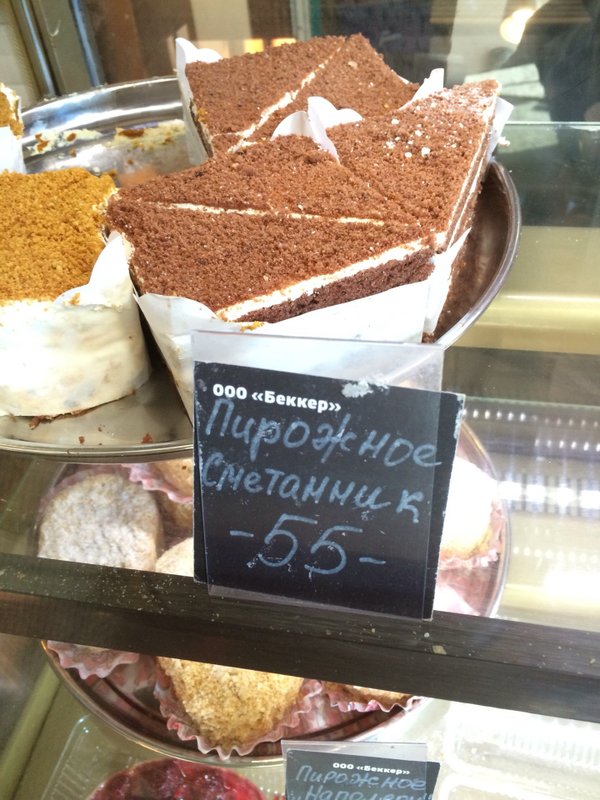 ООО «Беккер»
Пирожное
Сметанник
-55-
ООО «Беккер»
Пирожное